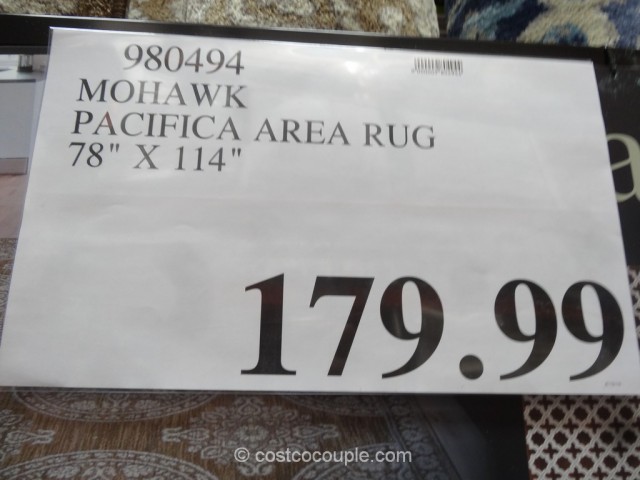 980494
MOHAWK
PACIFICA AREA RUG
78" X 114"
179.99
© costcocouple.com